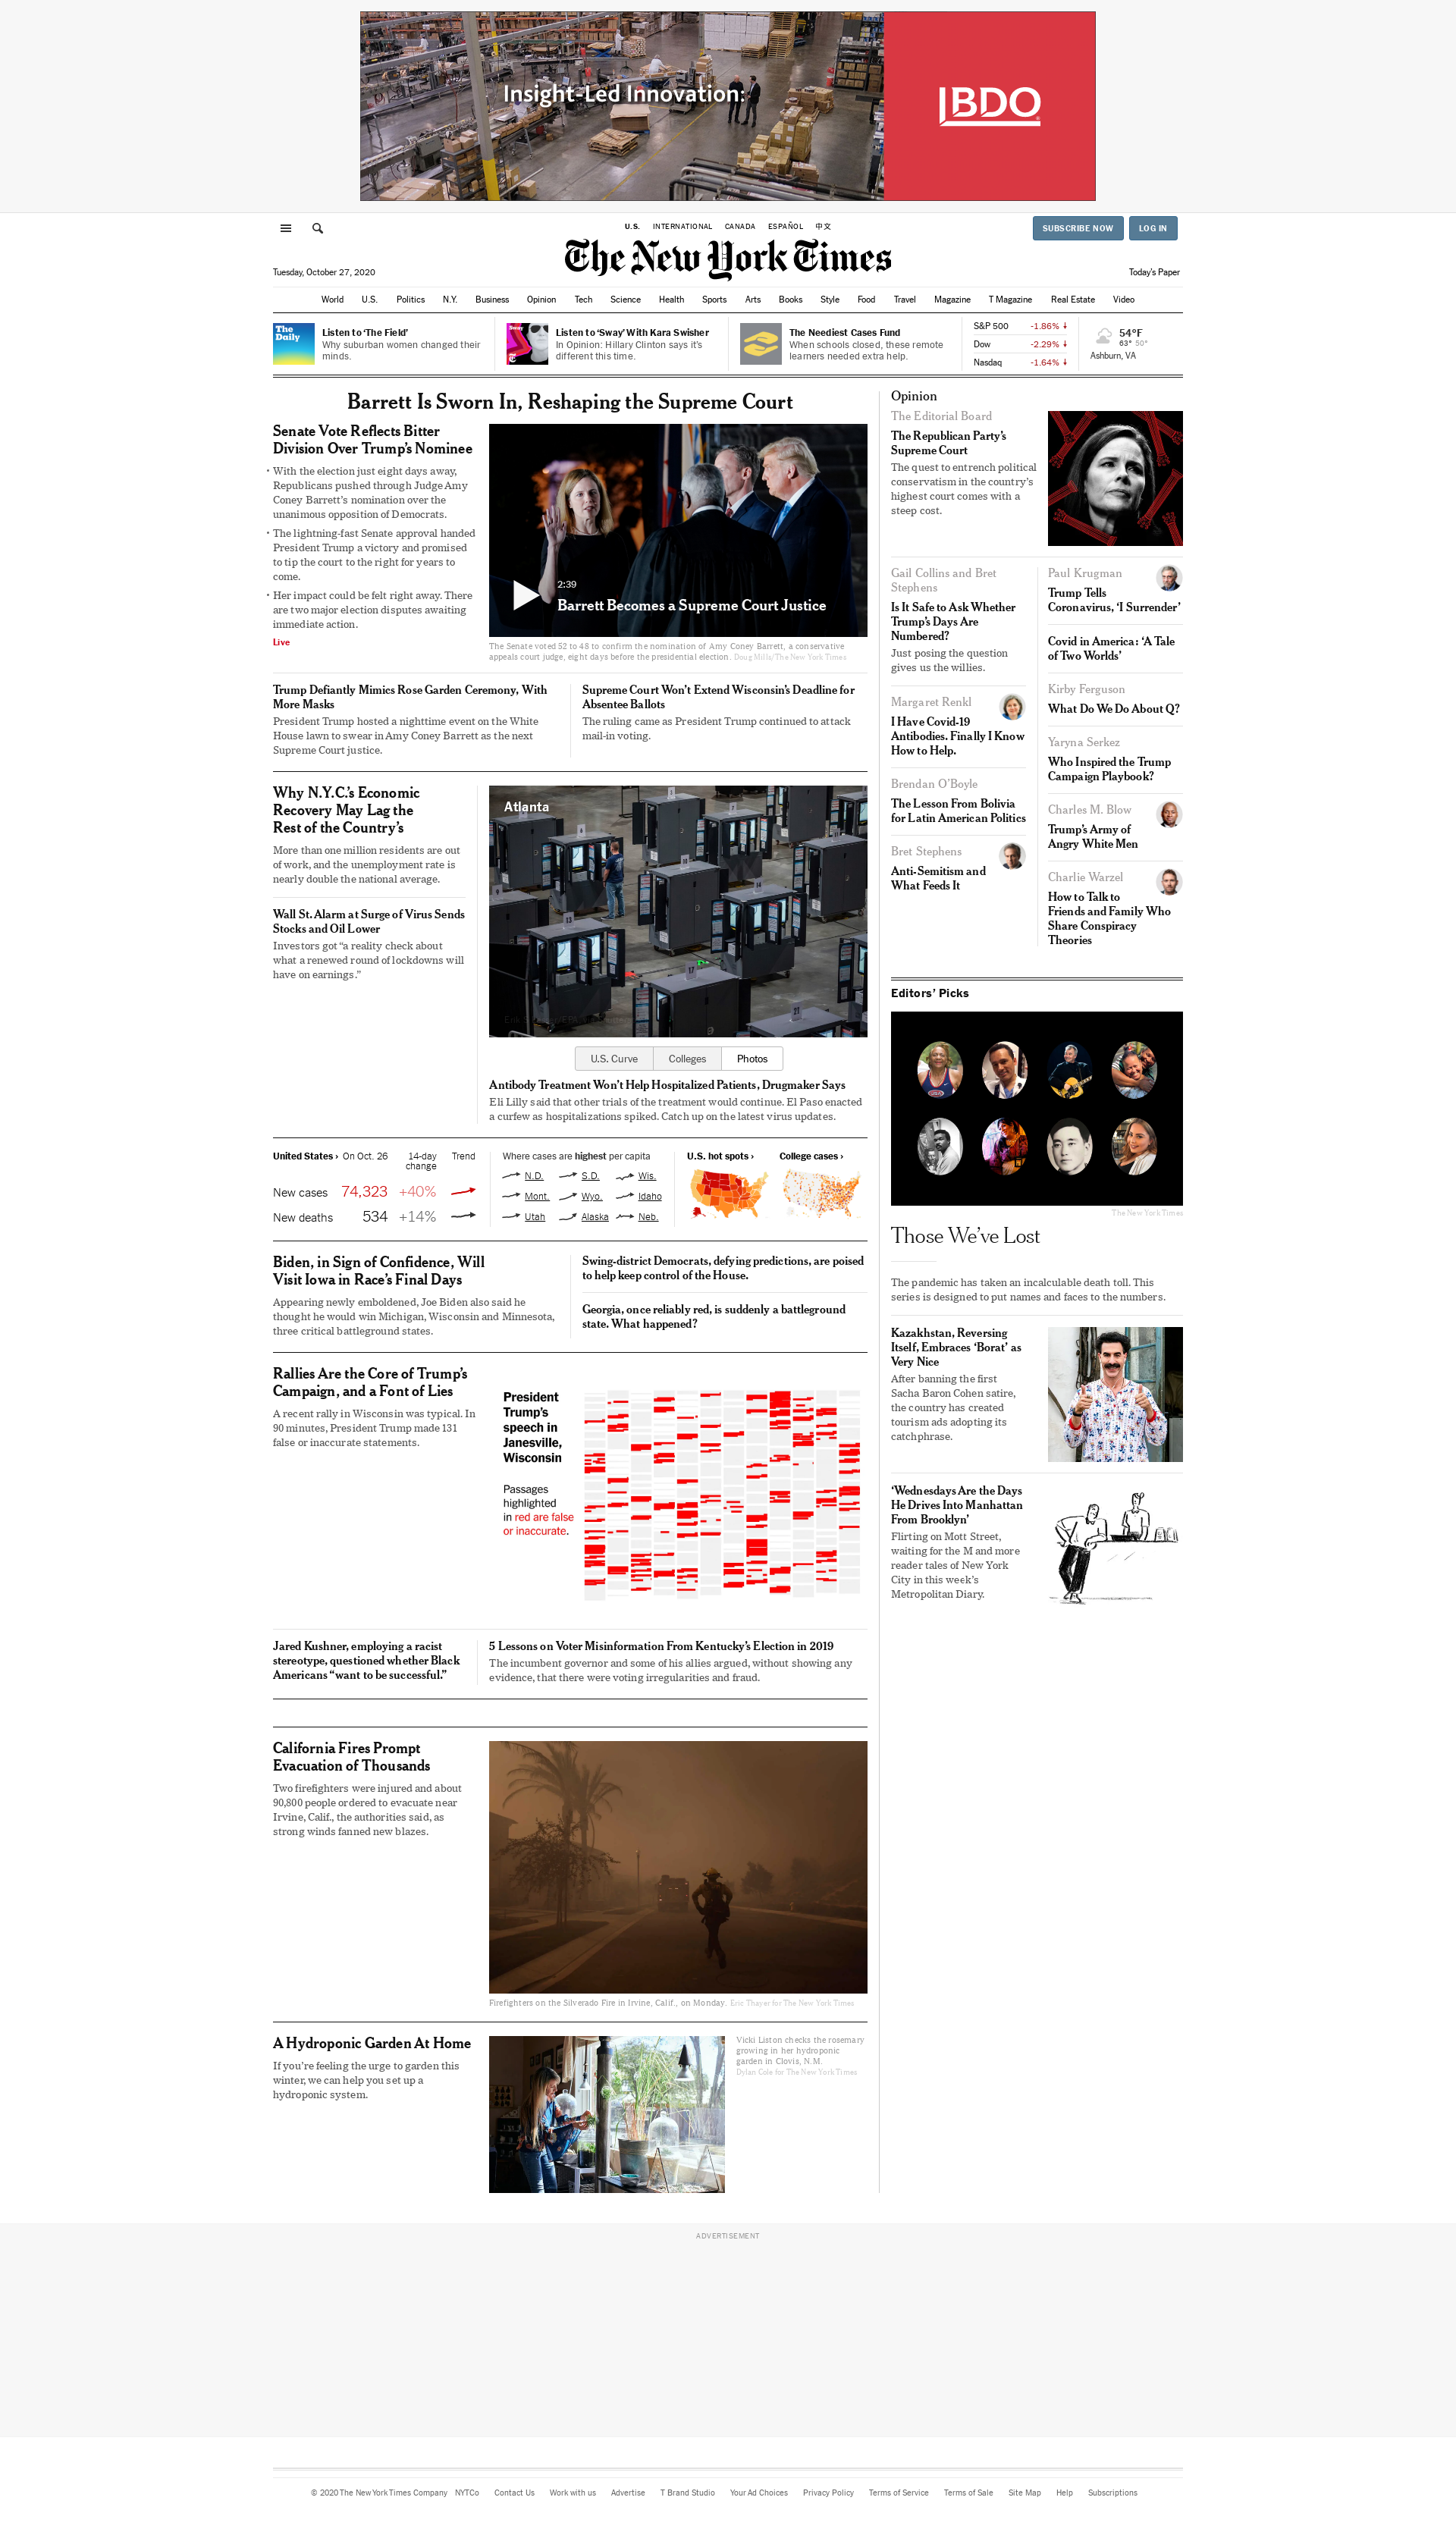 Insight-Led Innovation:
BDO
U.S. INTERNATIONAL CANADA ESPAÑOL 中文
SUBSCRIBE NOW LOG IN
The New York Times
Tuesday, October 27, 2020
Today's Paper
World U.S. Politics N.Y. Business Opinion Tech Science Health Sports Arts Books Style Food Travel Magazine T Magazine Real Estate Video
The
Daily
Listen to ‘The Field’
Why suburban women changed their
minds.
Sway
Listen to ‘Sway’ With Kara Swisher
In Opinion: Hillary Clinton says it's
different this time.
The Neediest Cases Fund
When schools closed, these remote
learners needed extra help.
S&P 500 -1.86%
Dow -2.29%
Nasdaq -1.64%
54°F
63° 50°
Ashburn, VA
Barrett Is Sworn In, Reshaping the Supreme Court
Senate Vote Reflects Bitter
Division Over Trump’s Nominee
• With the election just eight days away,
Republicans pushed through Judge Amy
Coney Barrett’s nomination over the
unanimous opposition of Democrats.
• The lightning-fast Senate approval handed
President Trump a victory and promised
to tip the court to the right for years to
come.
• Her impact could be felt right away. There
are two major election disputes awaiting
immediate action.
Live
2:39
Barrett Becomes a Supreme Court Justice
The Senate voted 52 to 48 to confirm the nomination of Amy Coney Barrett, a conservative
appeals court judge, eight days before the presidential election. Doug Mills/The New York Times
Trump Defiantly Mimics Rose Garden Ceremony, With
More Masks
President Trump hosted a nighttime event on the White
House lawn to swear in Amy Coney Barrett as the next
Supreme Court justice.
Supreme Court Won’t Extend Wisconsin’s Deadline for
Absentee Ballots
The ruling came as President Trump continued to attack
mail-in voting.
Why N.Y.C.’s Economic
Recovery May Lag the
Rest of the Country’s
More than one million residents are out
of work, and the unemployment rate is
nearly double the national average.
Wall St. Alarm at Surge of Virus Sends
Stocks and Oil Lower
Investors got “a reality check about
what a renewed round of lockdowns will
have on earnings.”
Atlanta
U.S. Curve Colleges Photos
Antibody Treatment Won’t Help Hospitalized Patients, Drugmaker Says
Eli Lilly said that other trials of the treatment would continue. El Paso enacted
a curfew as hospitalizations spiked. Catch up on the latest virus updates.
United States › On Oct. 26 14-day
change Trend
New cases 74,323 +40%
New deaths 534 +14%
Where cases are highest per capita
N.D. S.D. Wis.
Mont. Wyo. Idaho
Utah Alaska Neb.
U.S. hot spots › College cases ›
Biden, in Sign of Confidence, Will
Visit Iowa in Race’s Final Days
Appearing newly emboldened, Joe Biden also said he
thought he would win Michigan, Wisconsin and Minnesota,
three critical battleground states.
Swing-district Democrats, defying predictions, are poised
to help keep control of the House.
Georgia, once reliably red, is suddenly a battleground
state. What happened?
Rallies Are the Core of Trump’s
Campaign, and a Font of Lies
A recent rally in Wisconsin was typical. In
90 minutes, President Trump made 131
false or inaccurate statements.
President
Trump’s
speech in
Janesville,
Wisconsin
Passages
highlighted
in red are false
or inaccurate.
Jared Kushner, employing a racist
stereotype, questioned whether Black
Americans “want to be successful.”
5 Lessons on Voter Misinformation From Kentucky’s Election in 2019
The incumbent governor and some of his allies argued, without showing any
evidence, that there were voting irregularities and fraud.
California Fires Prompt
Evacuation of Thousands
Two firefighters were injured and about
90,800 people ordered to evacuate near
Irvine, Calif., the authorities said, as
strong winds fanned new blazes.
Firefighters on the Silverado Fire in Irvine, Calif., on Monday. Eric Thayer for The New York Times
A Hydroponic Garden At Home
If you’re feeling the urge to garden this
winter, we can help you set up a
hydroponic system.
Vicki Liston checks the rosemary
growing in her hydroponic
garden in Clovis, N.M.
Dylan Cole for The New York Times
Opinion
The Editorial Board
The Republican Party’s
Supreme Court
The quest to entrench political
conservatism in the country’s
highest court comes with a
steep cost.
Gail Collins and Bret
Stephens
Is It Safe to Ask Whether
Trump’s Days Are
Numbered?
Just posing the question
gives us the willies.
Margaret Renkl
I Have Covid-19
Antibodies. Finally I Know
How to Help.
Brendan O’Boyle
The Lesson From Bolivia
for Latin American Politics
Bret Stephens
Anti-Semitism and
What Feeds It
Paul Krugman
Trump Tells
Coronavirus, ‘I Surrender’
Covid in America: ‘A Tale
of Two Worlds’
Kirby Ferguson
What Do We Do About Q?
Yaryna Serkez
Who Inspired the Trump
Campaign Playbook?
Charles M. Blow
Trump’s Army of
Angry White Men
Charlie Warzel
How to Talk to
Friends and Family Who
Share Conspiracy
Theories
Editors’ Picks
The New York Times
Those We’ve Lost
The pandemic has taken an incalculable death toll. This
series is designed to put names and faces to the numbers.
Kazakhstan, Reversing
Itself, Embraces ‘Borat’ as
Very Nice
After banning the first
Sacha Baron Cohen satire,
the country has created
tourism ads adopting its
catchphrase.
‘Wednesdays Are the Days
He Drives Into Manhattan
From Brooklyn’
Flirting on Mott Street,
waiting for the M and more
reader tales of New York
City in this week’s
Metropolitan Diary.
ADVERTISEMENT
© 2020 The New York Times Company NYTCo Contact Us Work with us Advertise T Brand Studio Your Ad Choices Privacy Policy Terms of Service Terms of Sale Site Map Help Subscriptions